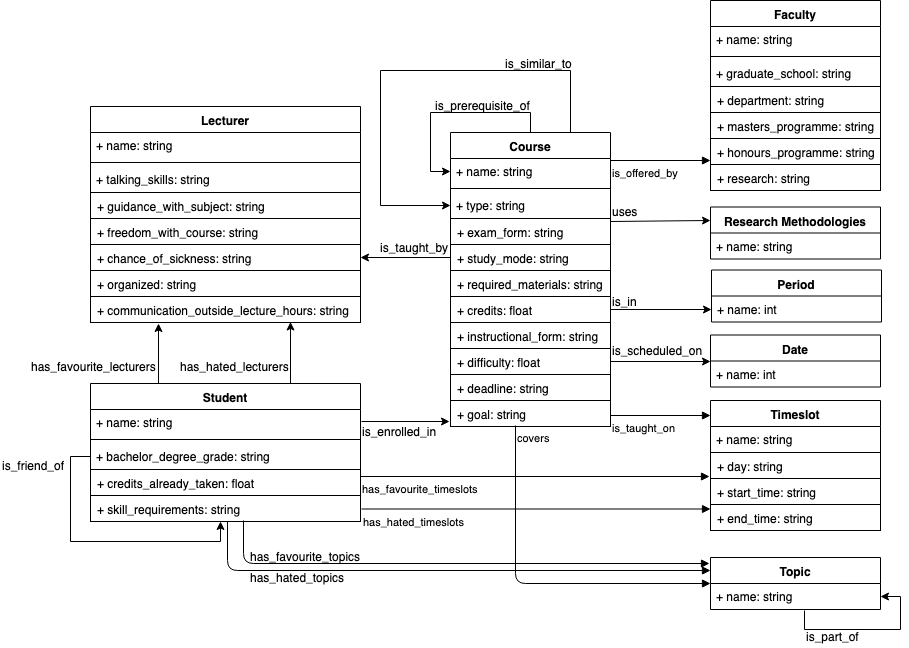 Faculty
+ name: string
+ graduate_school: string
+ department: string
+ masters_programme: string
+ honours_programme: string
+ research: string
is_similar_to
is_prerequisite_of
Lecturer
+ name: string
+ talking_skills: string
+ guidance_with_subject: string
+ freedom_with_course: string
+ chance_of_sickness: string
+ organized: string
+ communication_outside_lecture_hours: string
Course
+ name: string
+ type: string
+ exam_form: string
+ study_mode: string
+ required_materials: string
+ credits: float
+ instructional_form: string
+ difficulty: float
+ deadline: string
+ goal: string
is_offered_by
uses
Research Methodologies
+ name: string
is_taught_by
is_in
Period
+ name: int
is_scheduled_on
Date
+ name: int
has_favourite_lecturers
has_hated_lecturers
Student
+ name: string
+ bachelor_degree_grade: string
+ credits_already_taken: float
+ skill_requirements: string
is_friend_of
is_enrolled_in
is_taught_on
covers
Timeslot
+ name: string
+ day: string
+ start_time: string
+ end_time: string
has_favourite_timeslots
has_hated_timeslots
has_favourite_topics
has_hated_topics
Topic
+ name: string
is_part_of